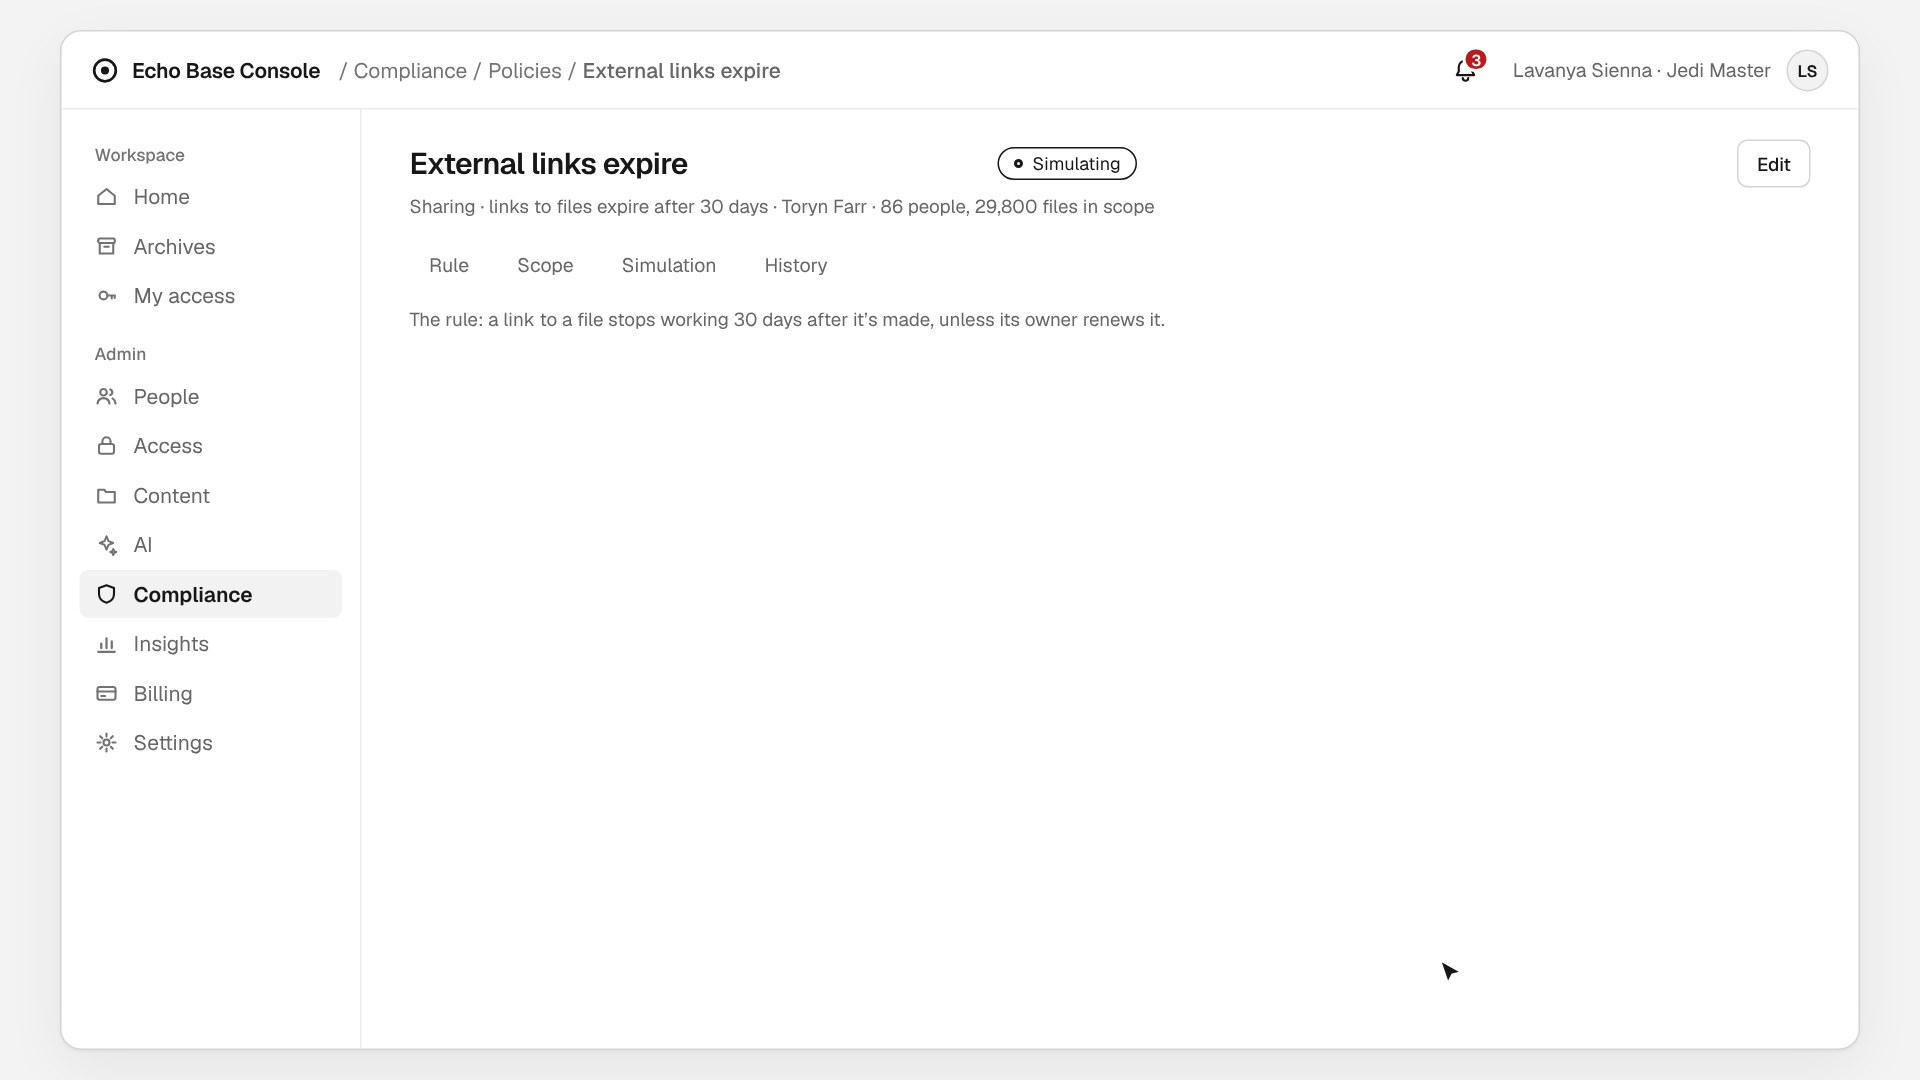 Echo Base Console / Compliance / Policies / External links expire
3
Lavanya Sienna · Jedi Master
LS
Workspace
Home
Archives
My access
Admin
People
Access
Content
AI
Compliance
Insights
Billing
Settings
External links expire
Simulating
Edit
Sharing · links to files expire after 30 days · Toryn Farr · 86 people, 29,800 files in scope
Rule Scope Simulation History
The rule: a link to a file stops working 30 days after it’s made, unless its owner renews it.